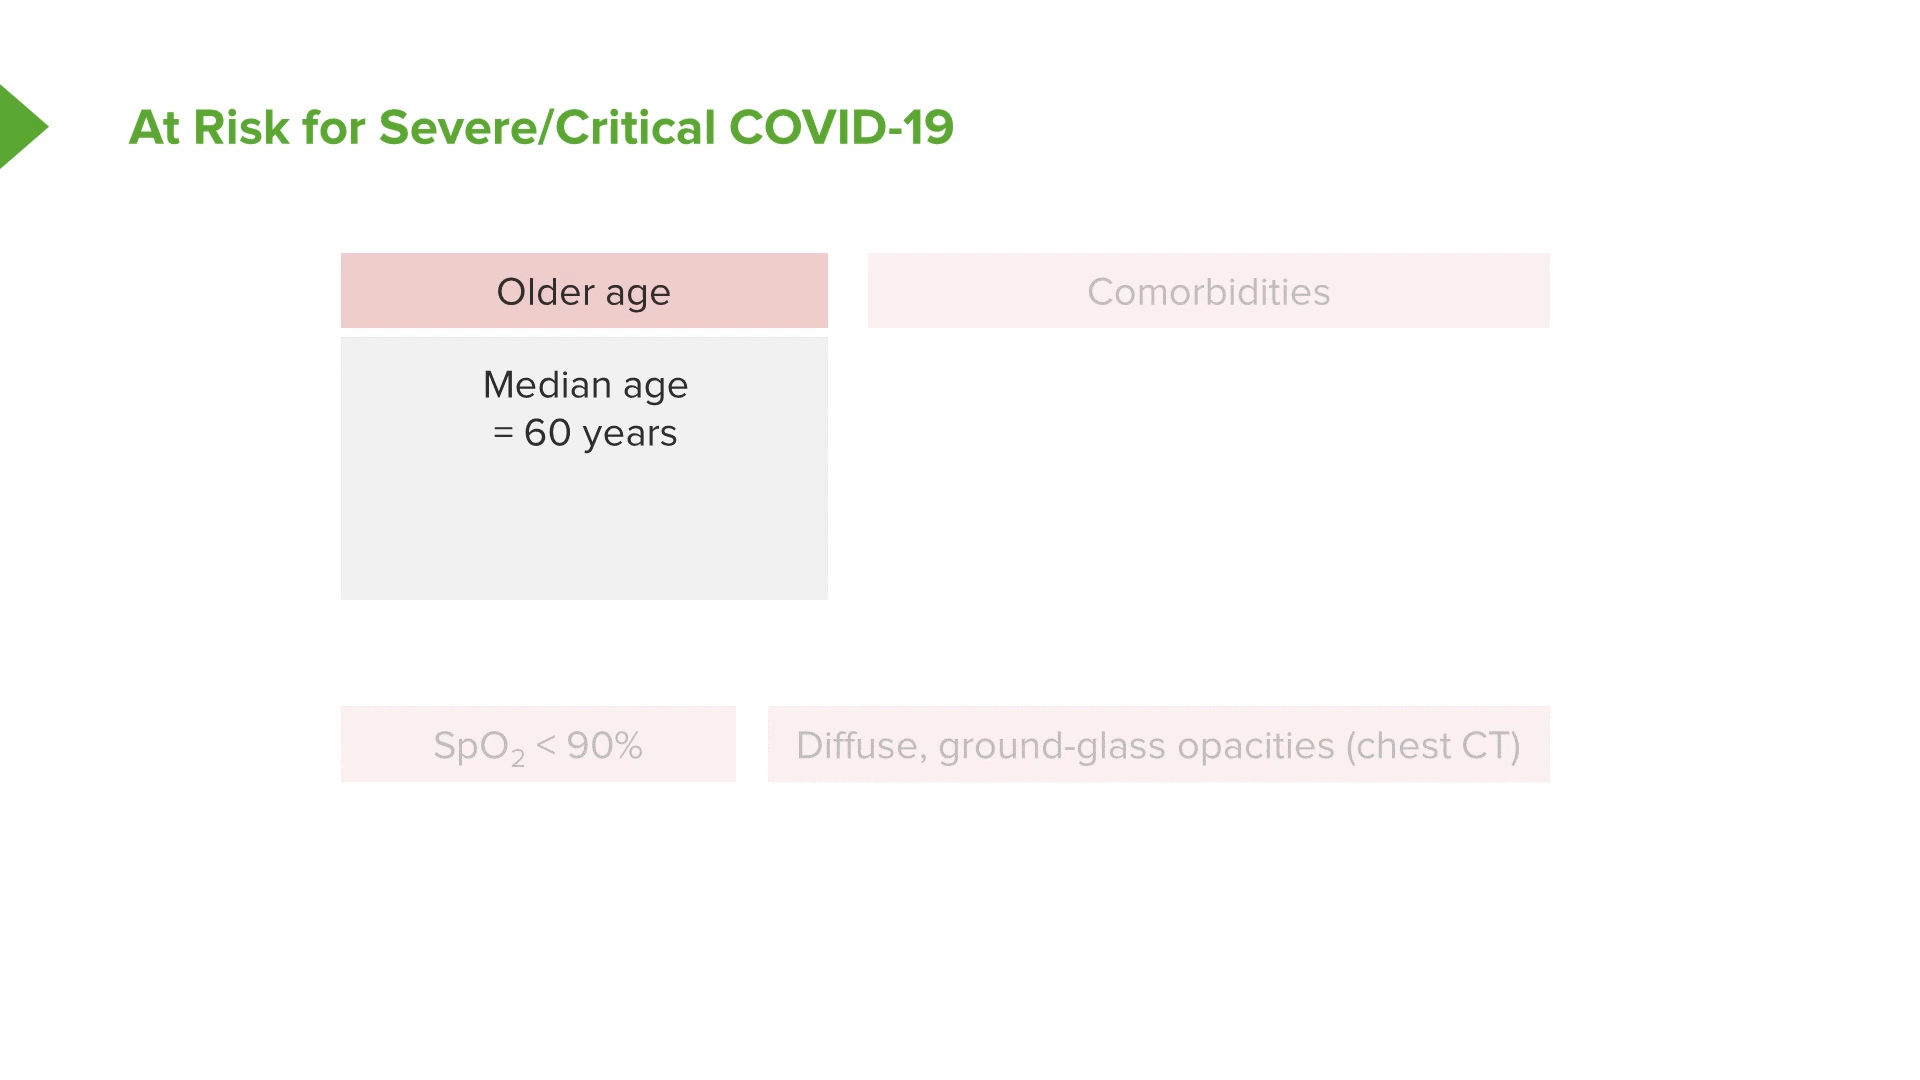 At Risk for Severe/Critical COVID-19
Older age
Comorbidities
Median age
= 60 years
SpO₂ < 90%
Diffuse, ground-glass opacities (chest CT)